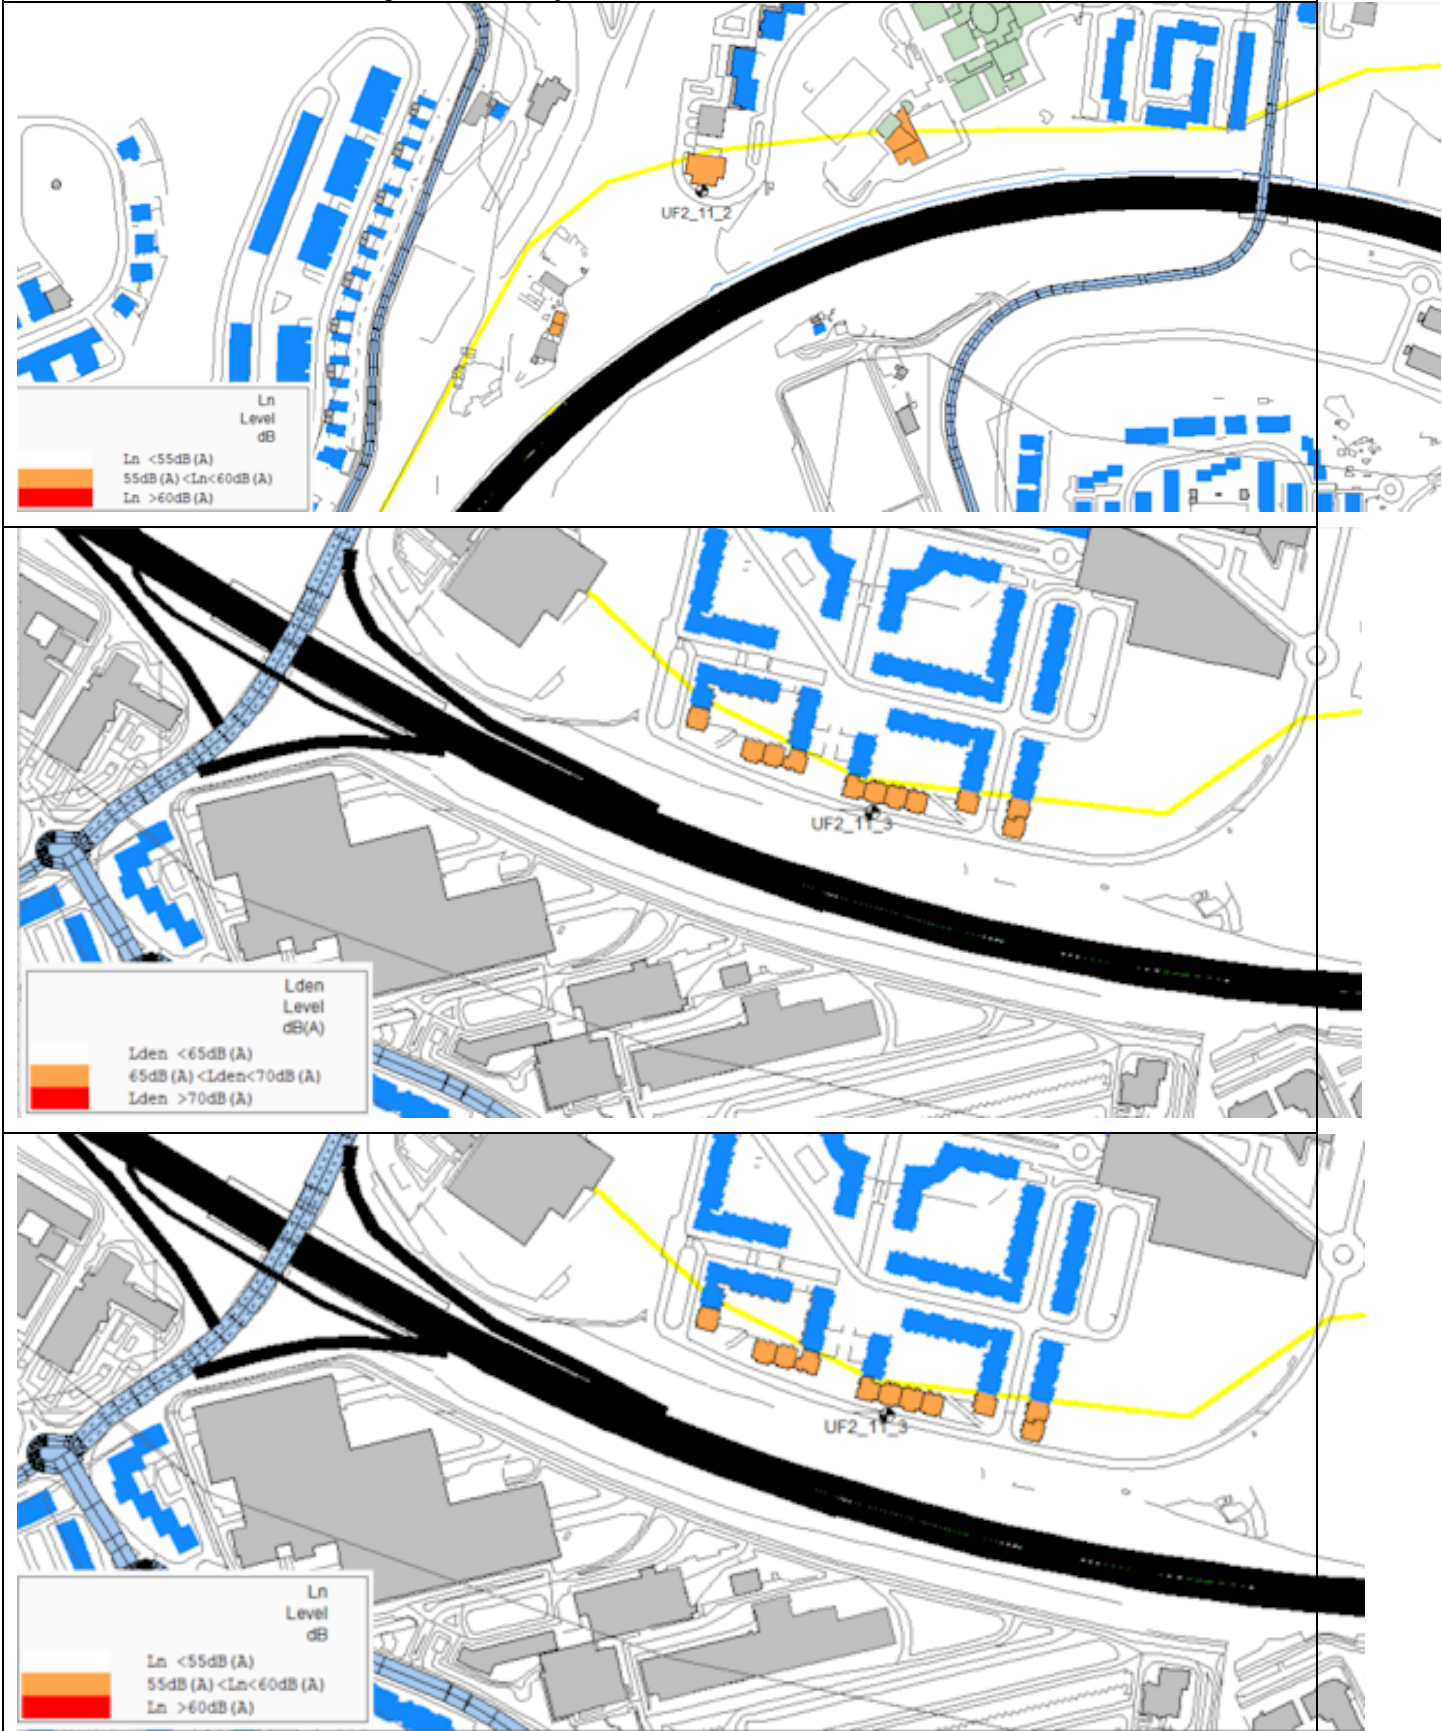 UF2_11_2
Ln
Level
dB
Ln <55dB(A)
55dB(A)<Ln<60dB(A)
Ln >60dB(A)
UF2_11_3
Lden
Level
dB(A)
Lden <65dB(A)
65dB(A)<Lden<70dB(A)
Lden >70dB(A)
UF2_11_3
Ln
Level
dB
Ln <55dB(A)
55dB(A)<Ln<60dB(A)
Ln >60dB(A)